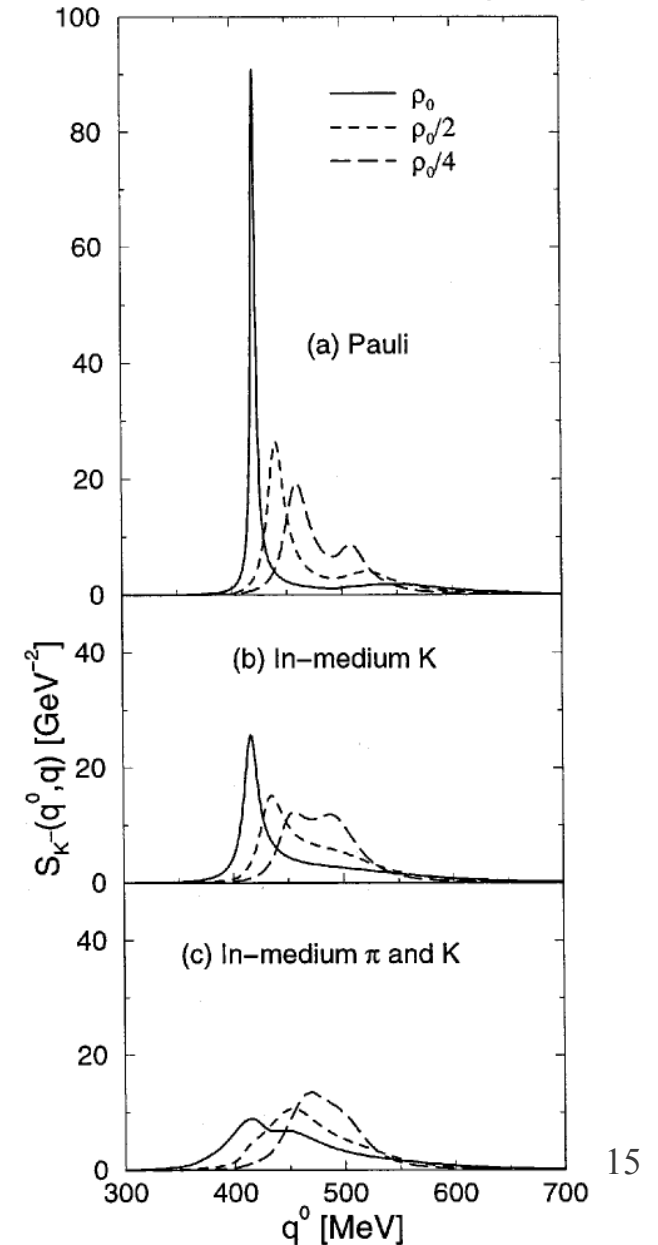 100
80
60
40
20
0
ρ₀
ρ₀/2
ρ₀/4
(a) Pauli
40
20
0
(b) In−medium K
S_K⁻(q⁰,q) [GeV⁻²]
40
20
0
(c) In−medium π and K
300 400 500 600 700
q⁰ [MeV]
15